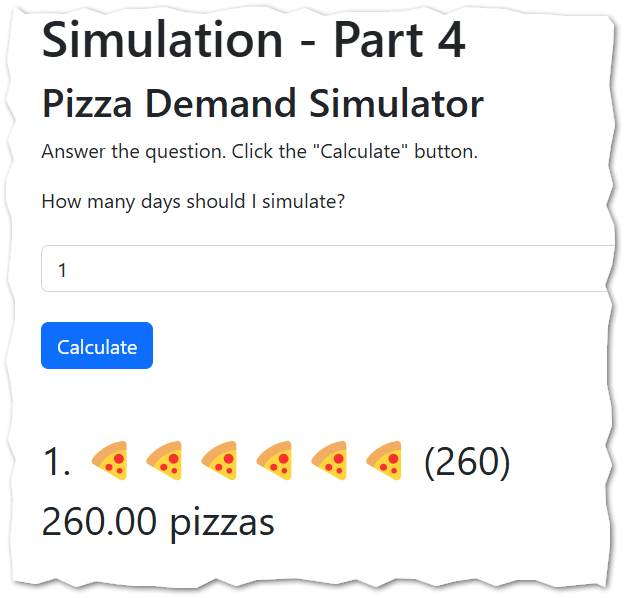 Simulation - Part 4
Pizza Demand Simulator
Answer the question. Click the "Calculate" button.
How many days should I simulate?
1
Calculate
1. 🍕 🍕 🍕 🍕 🍕 🍕 (260)
260.00 pizzas